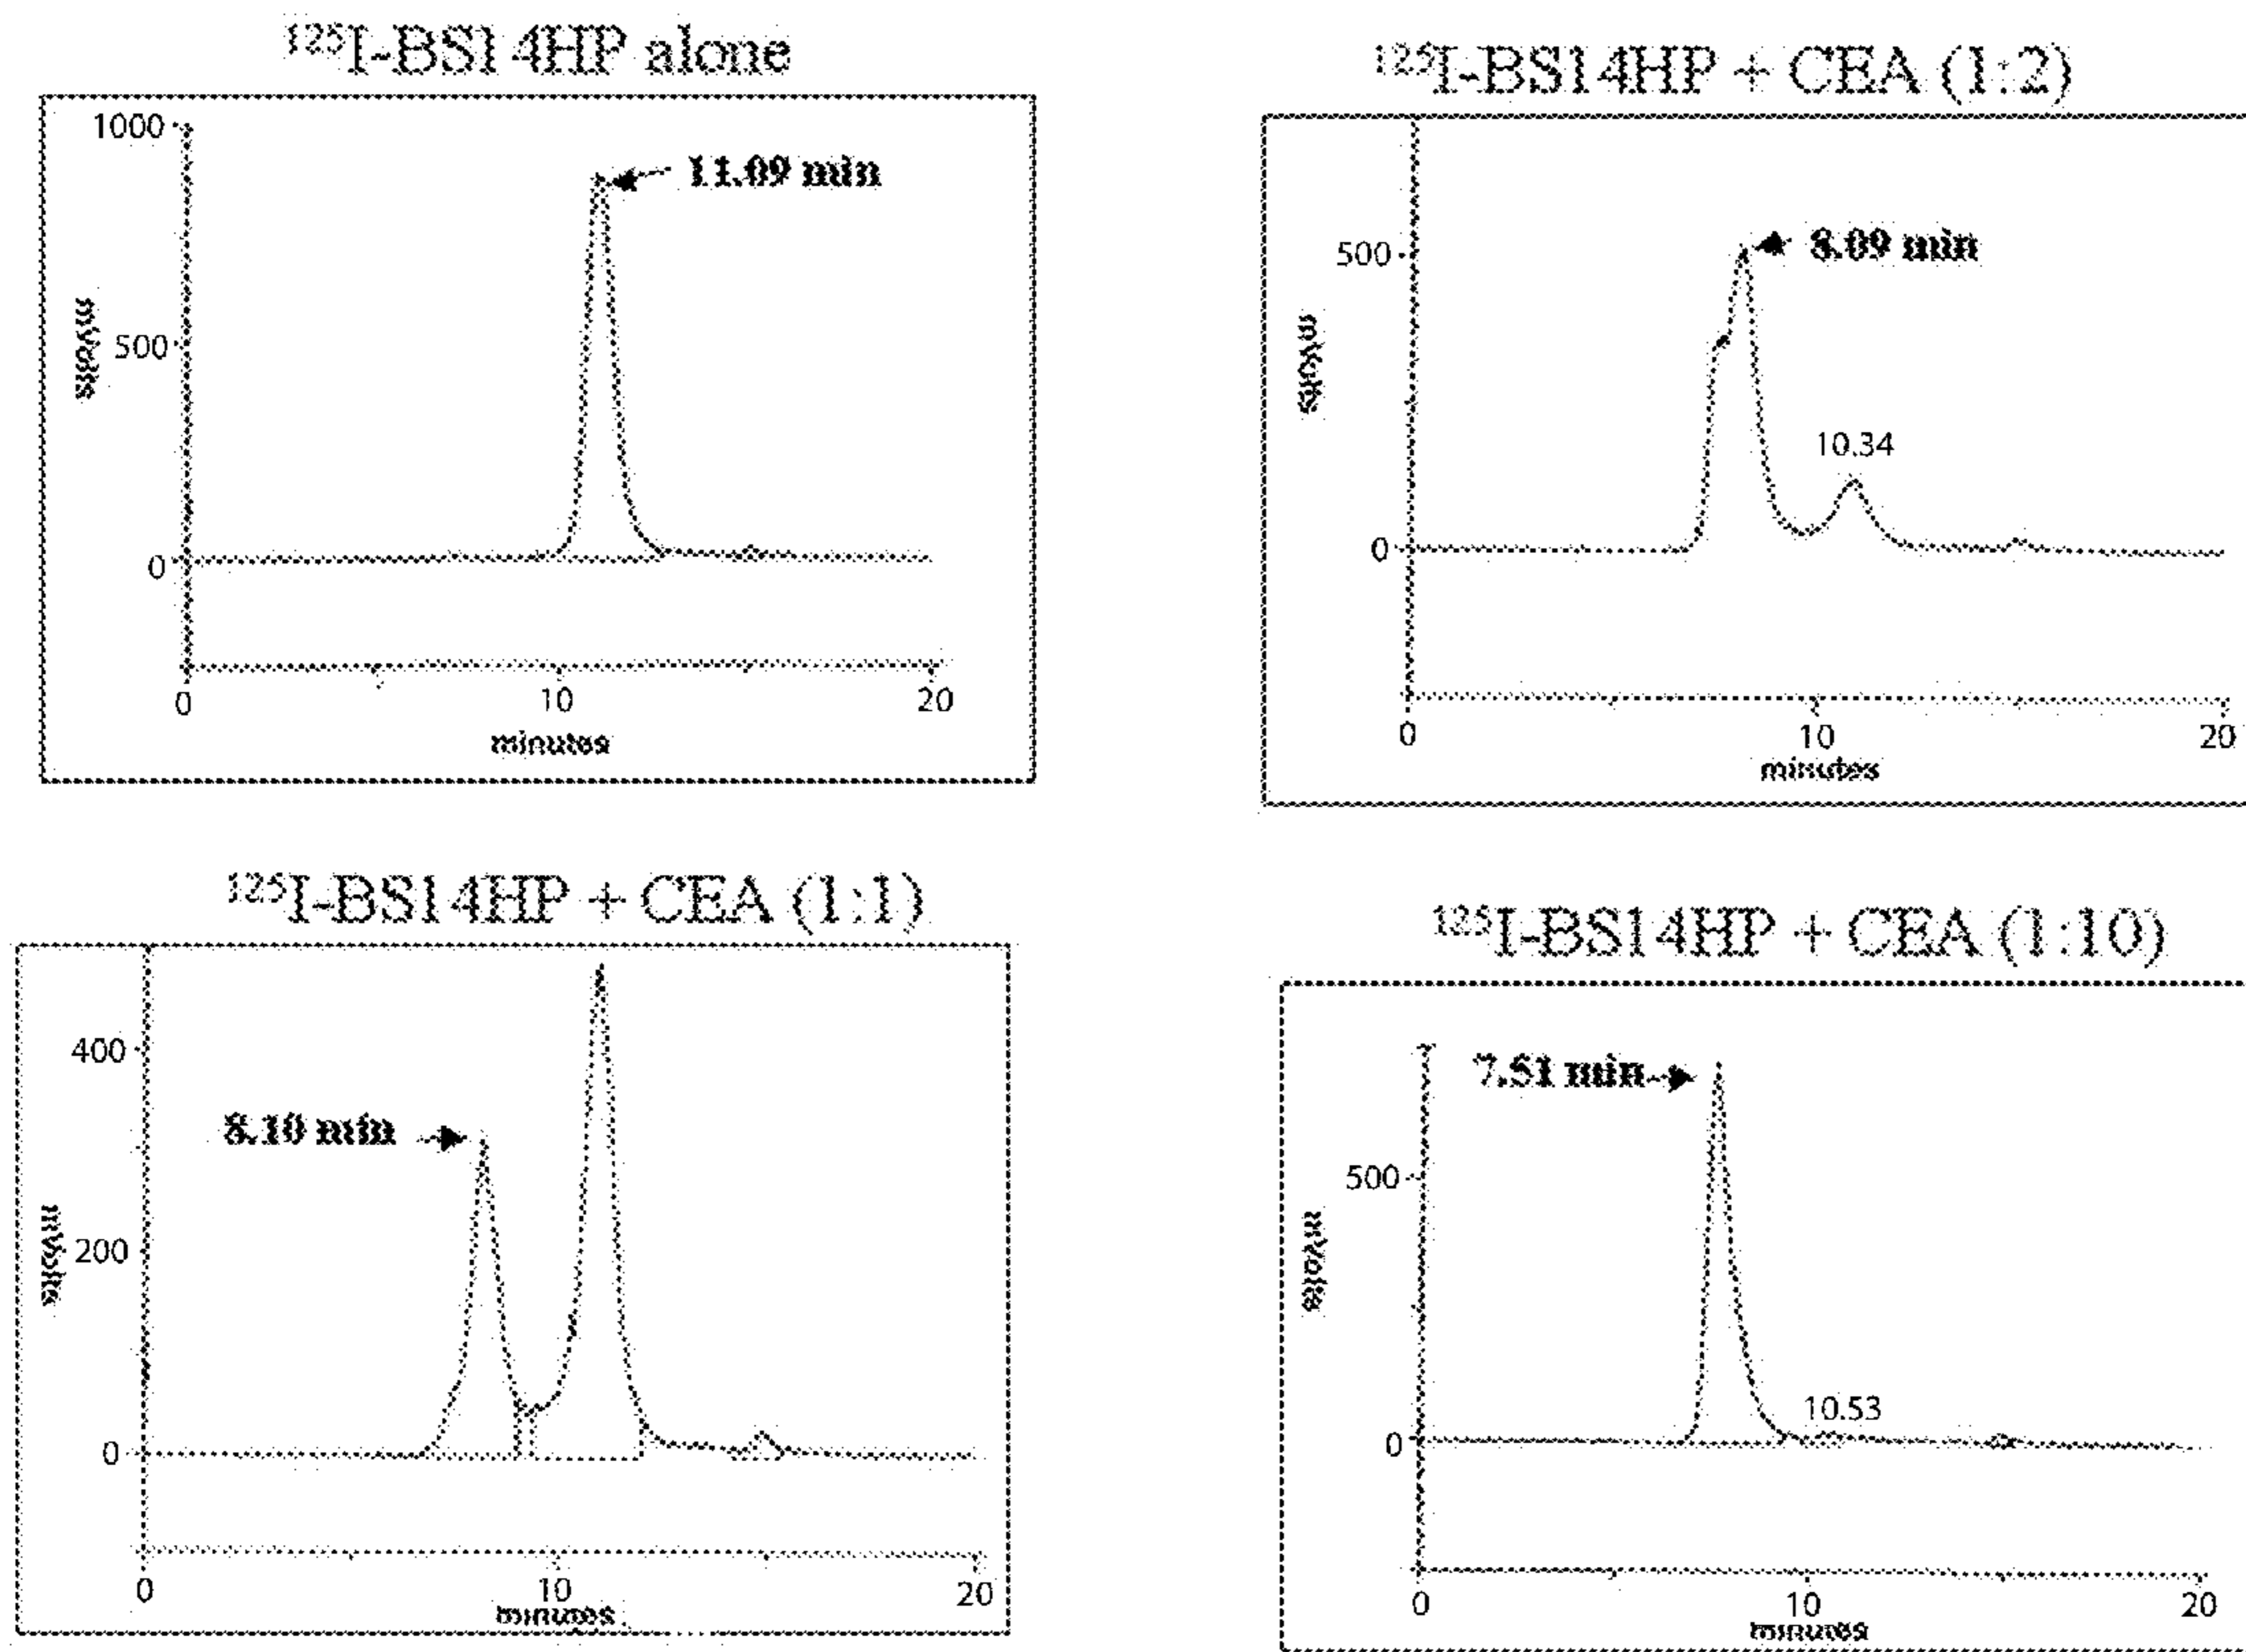 ¹²⁵I-BS14HP alone
1000
11.09 min
mVolts
500
0
0 10 20
minutes
¹²⁵I-BS14HP + CEA (1:2)
500
8.09 min
mVolts
10.34
0
0 10 20
minutes
¹²⁵I-BS14HP + CEA (1:1)
400
8.10 min
mVolts
200
0
0 10 20
minutes
¹²⁵I-BS14HP + CEA (1:10)
7.51 min
500
mVolts
10.53
0
0 10 20
minutes